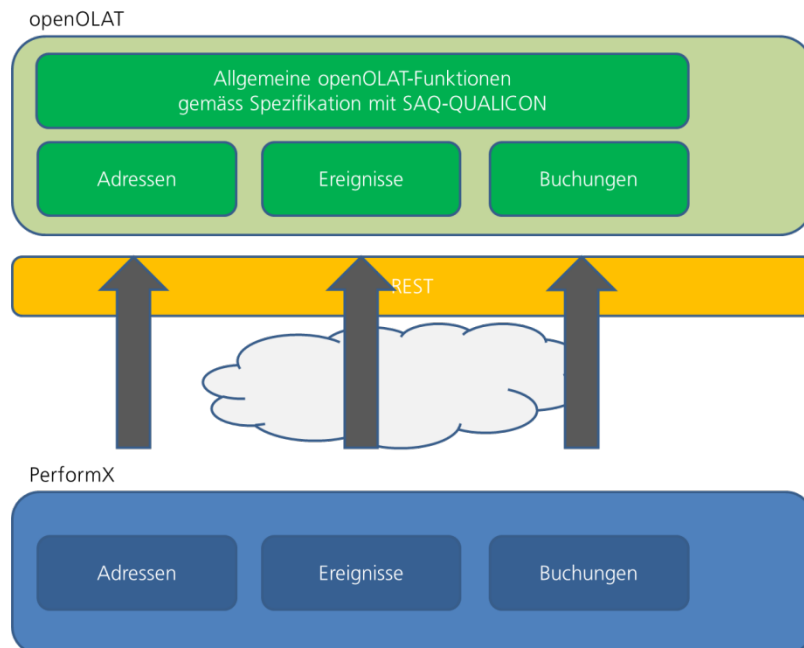 openOLAT
Allgemeine openOLAT-Funktionen
gemäss Spezifikation mit SAQ-QUALICON
Adressen
Ereignisse
Buchungen
REST
PerformX
Adressen
Ereignisse
Buchungen